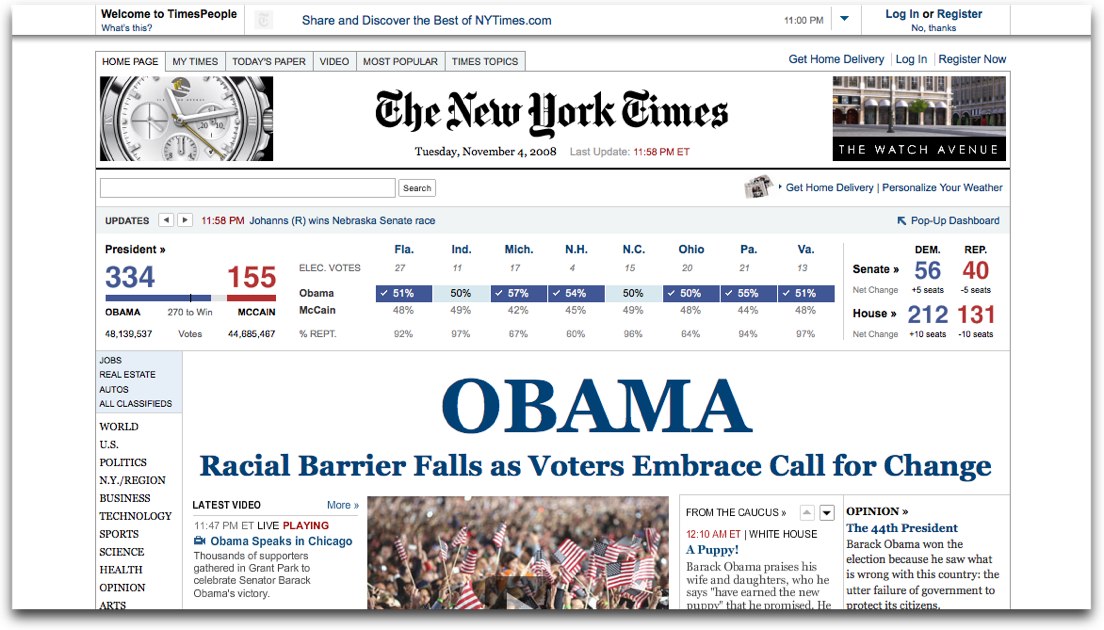 Welcome to TimesPeople
What's this?
Share and Discover the Best of NYTimes.com
11:00 PM
Log In or Register
No, thanks
HOME PAGE MY TIMES TODAY'S PAPER VIDEO MOST POPULAR TIMES TOPICS
Get Home Delivery Log In Register Now
The New York Times
Tuesday, November 4, 2008 Last Update: 11:58 PM ET
THE WATCH AVENUE
Search
Get Home Delivery | Personalize Your Weather
UPDATES 11:58 PM Johanns (R) wins Nebraska Senate race
Pop-Up Dashboard
President »
334 155
OBAMA 270 to Win MCCAIN
48,139,537 Votes 44,685,467
Fla. Ind. Mich. N.H. N.C. Ohio Pa. Va.
ELEC. VOTES 27 11 17 4 15 20 21 13
Obama 51% 50% 57% 54% 50% 50% 55% 51%
McCain 48% 49% 42% 45% 49% 48% 44% 48%
% REPT. 92% 97% 67% 60% 96% 64% 94% 97%
DEM. REP.
Senate » 56 40
Net Change +5 seats -5 seats
House » 212 131
Net Change +10 seats -10 seats
JOBS
REAL ESTATE
AUTOS
ALL CLASSIFIEDS
WORLD
U.S.
POLITICS
N.Y./REGION
BUSINESS
TECHNOLOGY
SPORTS
SCIENCE
HEALTH
OPINION
ARTS
OBAMA
Racial Barrier Falls as Voters Embrace Call for Change
LATEST VIDEO More »
11:47 PM ET LIVE PLAYING
Obama Speaks in Chicago
Thousands of supporters
gathered in Grant Park to
celebrate Senator Barack
Obama's victory.
FROM THE CAUCUS »
12:10 AM ET | WHITE HOUSE
A Puppy!
Barack Obama praises his
wife and daughters, who he
says "have earned the new
puppy" that he promised. He
OPINION »
The 44th President
Barack Obama won the
election because he saw what
is wrong with this country: the
utter failure of government to
protect its citizens.